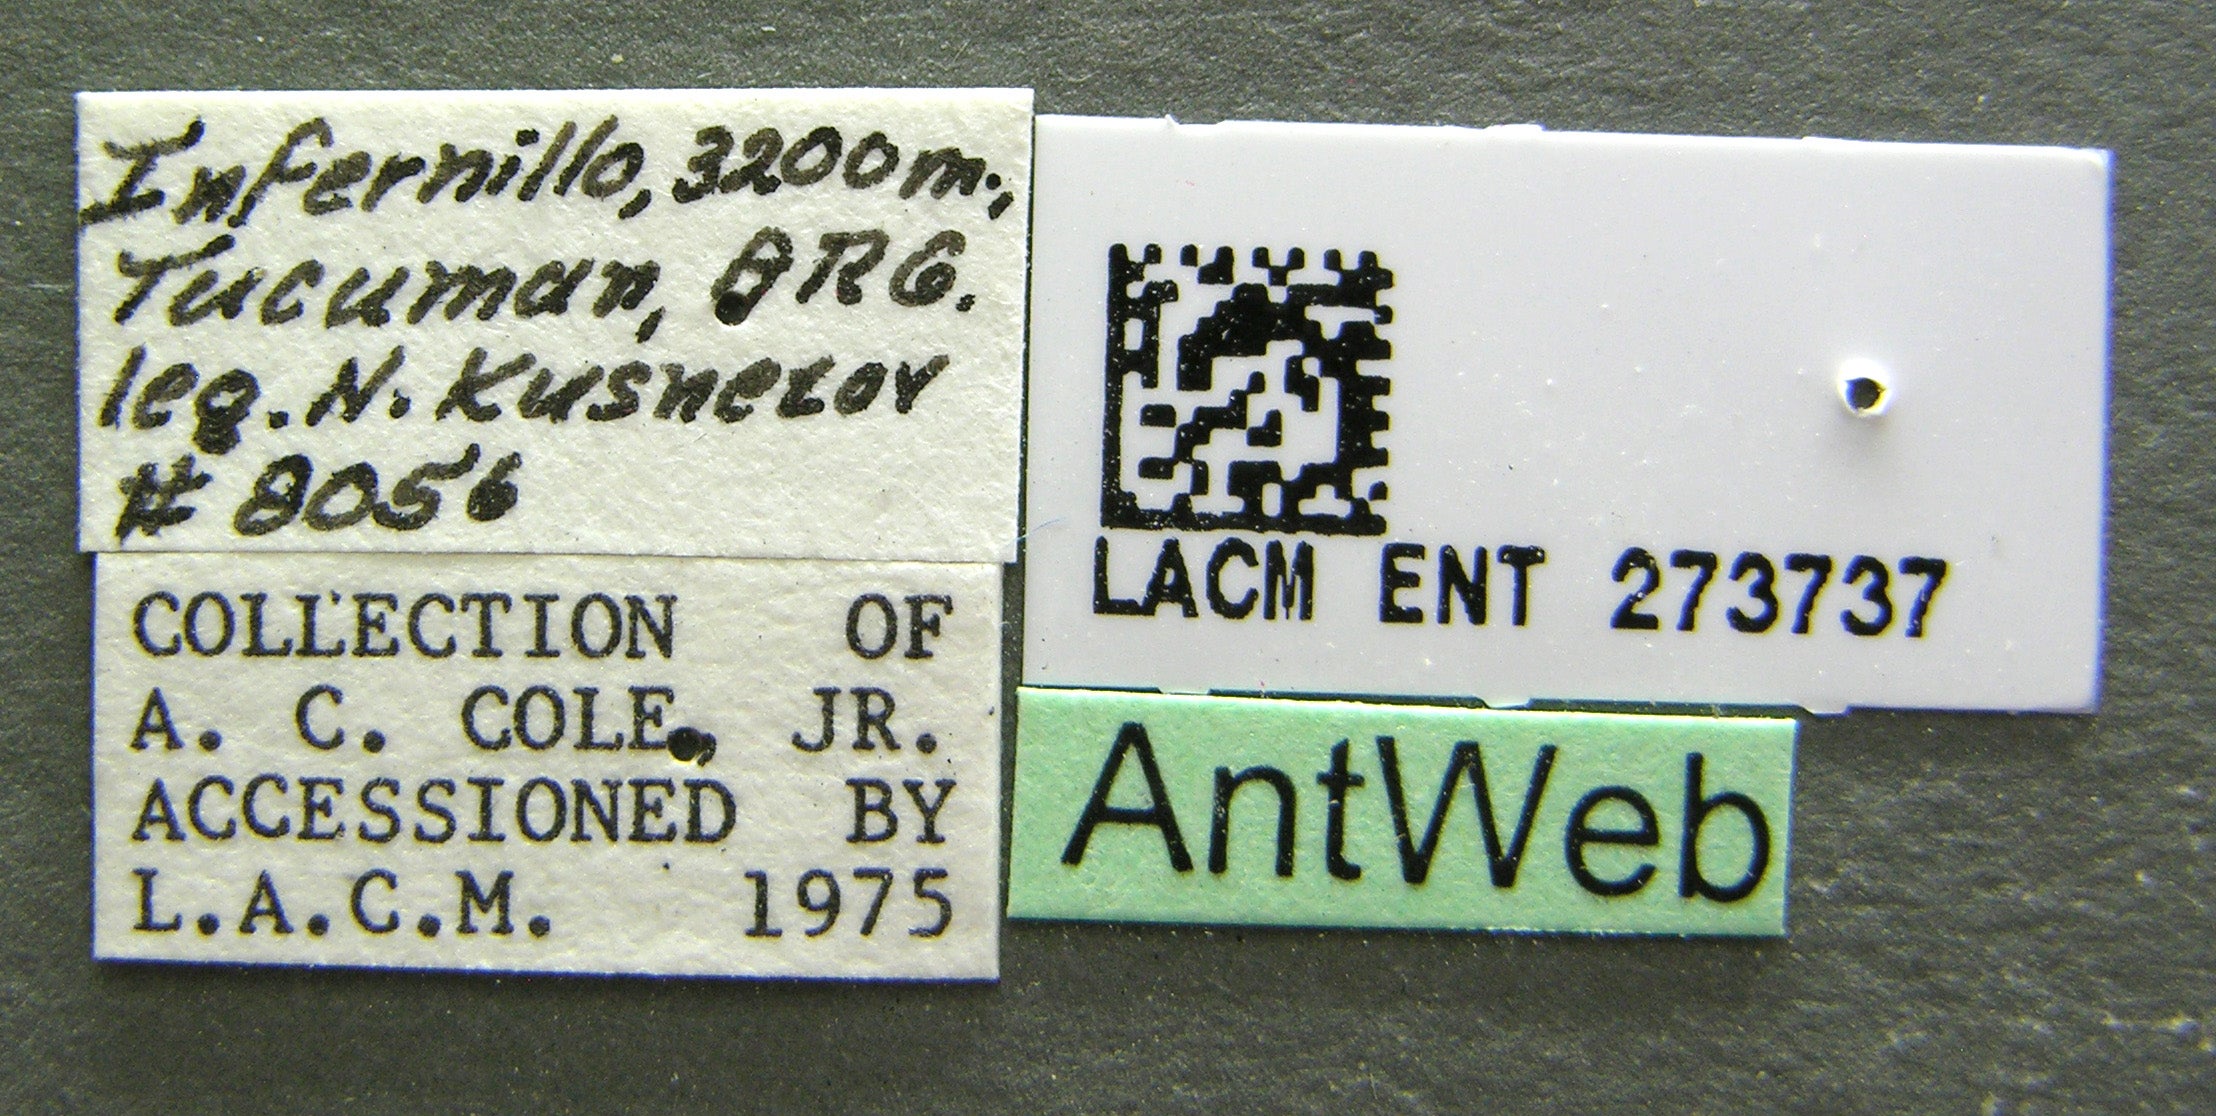 Infernillo, 3200m.,
Tucuman, ARG.
leg. N. Kusnezov
# 8056
COLLECTION OF
A. C. COLE, JR.
ACCESSIONED BY
L.A.C.M. 1975
LACM ENT 273737
AntWeb